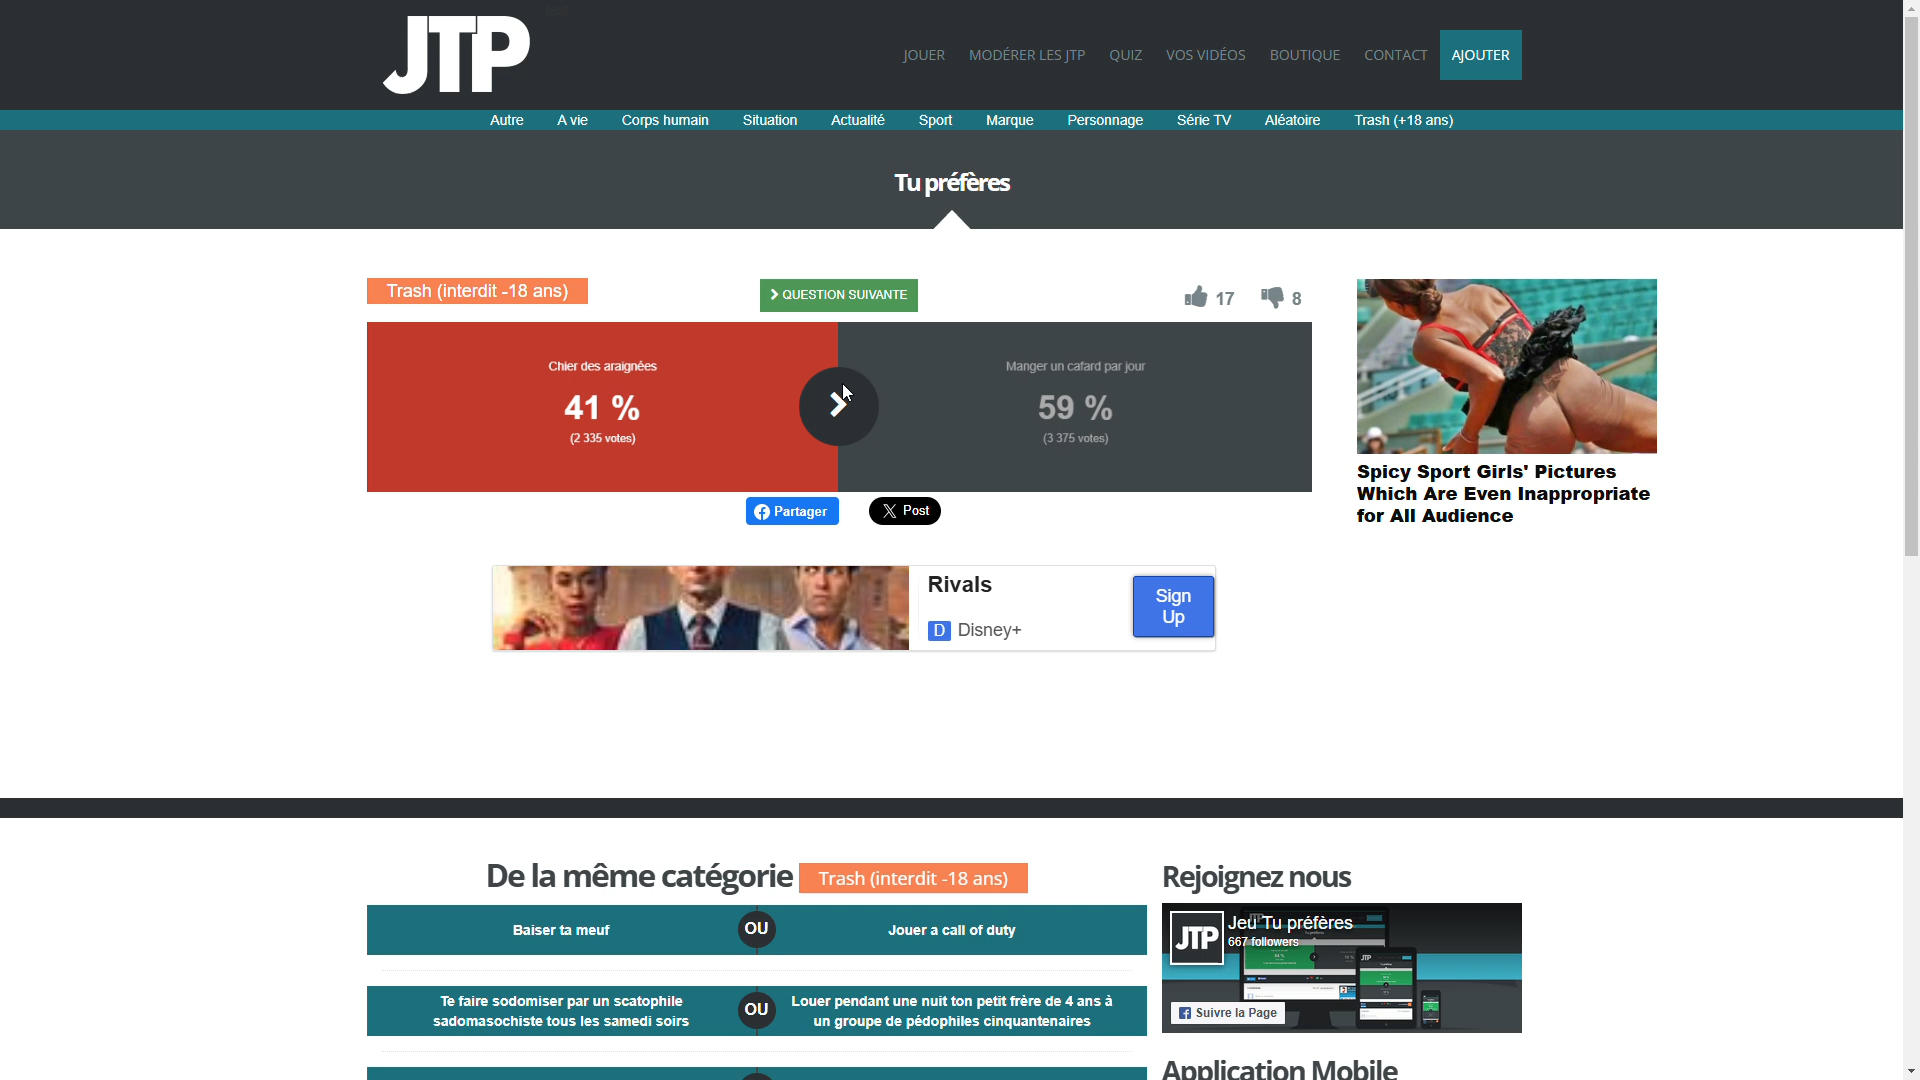 JTP
JOUER
MODÉRER LES JTP
QUIZ
VOS VIDÉOS
BOUTIQUE
CONTACT
AJOUTER
Autre
A vie
Corps humain
Situation
Actualité
Sport
Marque
Personnage
Série TV
Aléatoire
Trash (+18 ans)
Tu préfères
Trash (interdit -18 ans)
QUESTION SUIVANTE
17
8
Chier des araignées
41 %
(2 335 votes)
Manger un cafard par jour
59 %
(3 375 votes)
Partager
Post
Spicy Sport Girls' Pictures
Which Are Even Inappropriate
for All Audience
Rivals
D Disney+
Sign
Up
De la même catégorie
Trash (interdit -18 ans)
Baiser ta meuf
OU
Jouer a call of duty
Te faire sodomiser par un scatophile
sadomasochiste tous les samedi soirs
OU
Louer pendant une nuit ton petit frère de 4 ans à
un groupe de pédophiles cinquantenaires
Rejoignez nous
JTP
Jeu Tu préfères
667 followers
Suivre la Page
Application Mobile